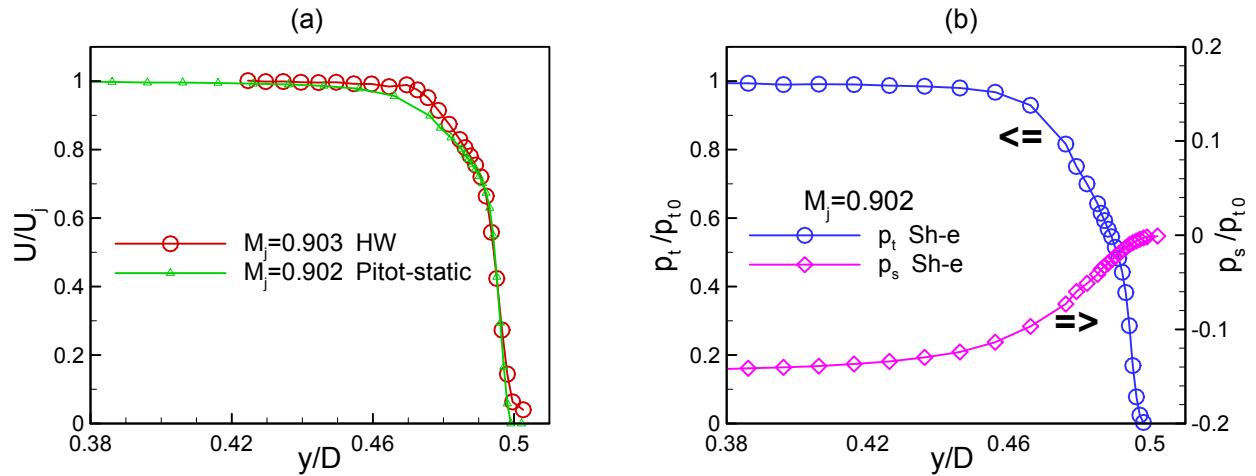 (a)
U/U_j
1
0.8
0.6
0.4
0.2
0
M_j=0.903 HW
M_j=0.902 Pitot-static
0.38
0.42
0.46
0.5
y/D
(b)
p_t /p_t0
1
0.8
0.6
0.4
0.2
0
<=
M_j=0.902
p_t Sh-e
p_s Sh-e
=>
0.38
0.42
0.46
0.5
y/D
0.2
0.1
0
-0.1
-0.2
p_s /p_t0